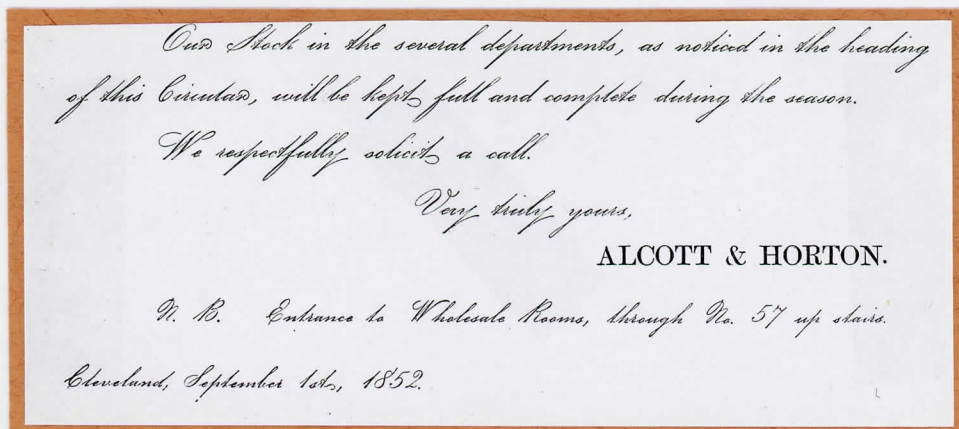 Our Stock in the several departments, as noticed in the heading
of this Circular, will be kept full and complete during the season.
We respectfully solicit a call.
Very truly yours,
ALCOTT & HORTON.
N. B. Entrance to Wholesale Rooms, through No. 57 up stairs.
Cleveland, September 1st, 1852.